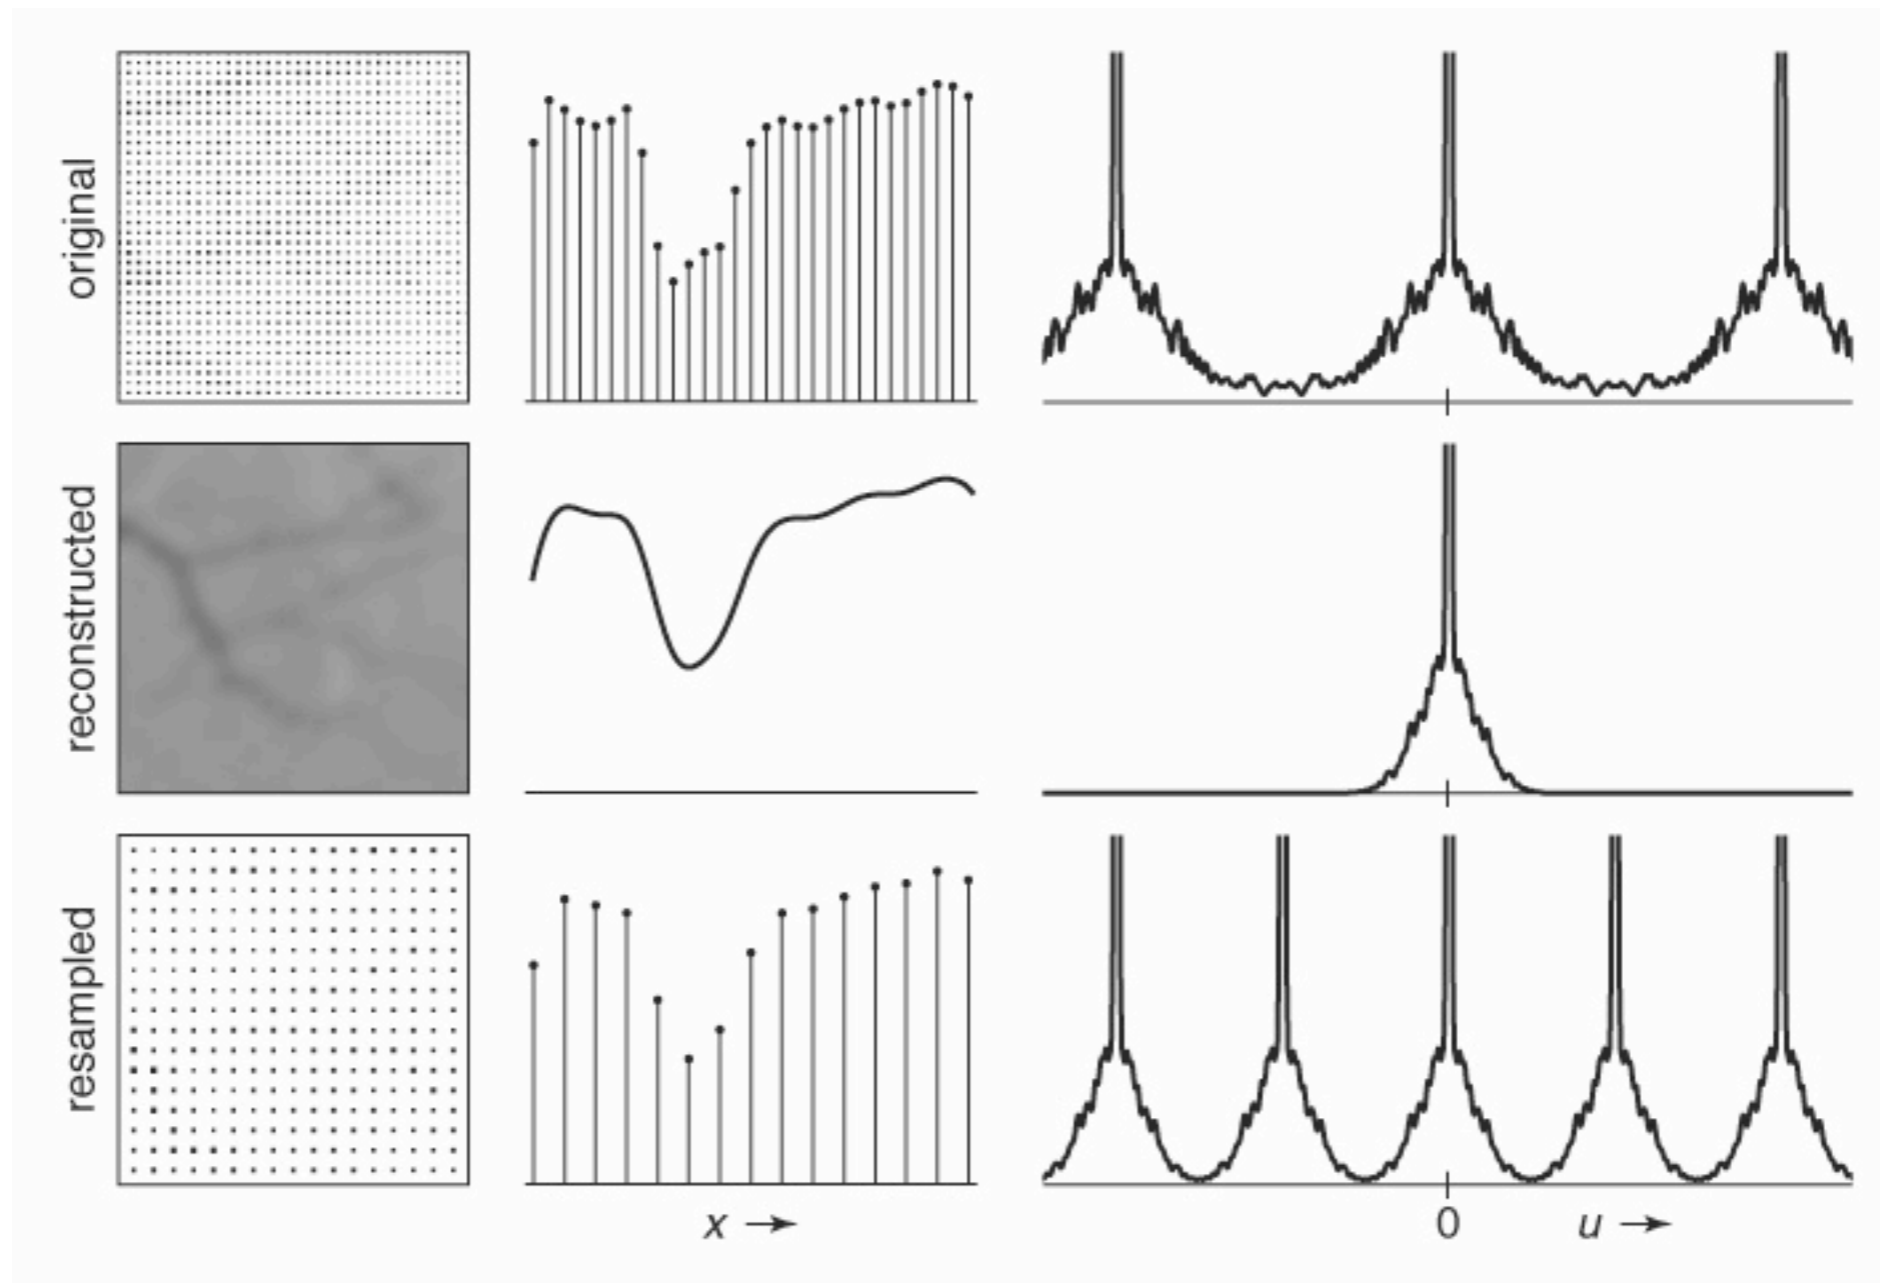 original
reconstructed
resampled
x →
0
u →